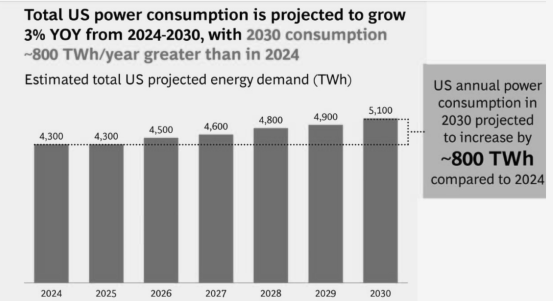 Total US power consumption is projected to grow
3% YOY from 2024-2030, with 2030 consumption
~800 TWh/year greater than in 2024
Estimated total US projected energy demand (TWh)
4,300
4,300
4,500
4,600
4,800
4,900
5,100
2024
2025
2026
2027
2028
2029
2030
US annual power
consumption in
2030 projected
to increase by
~800 TWh
compared to 2024